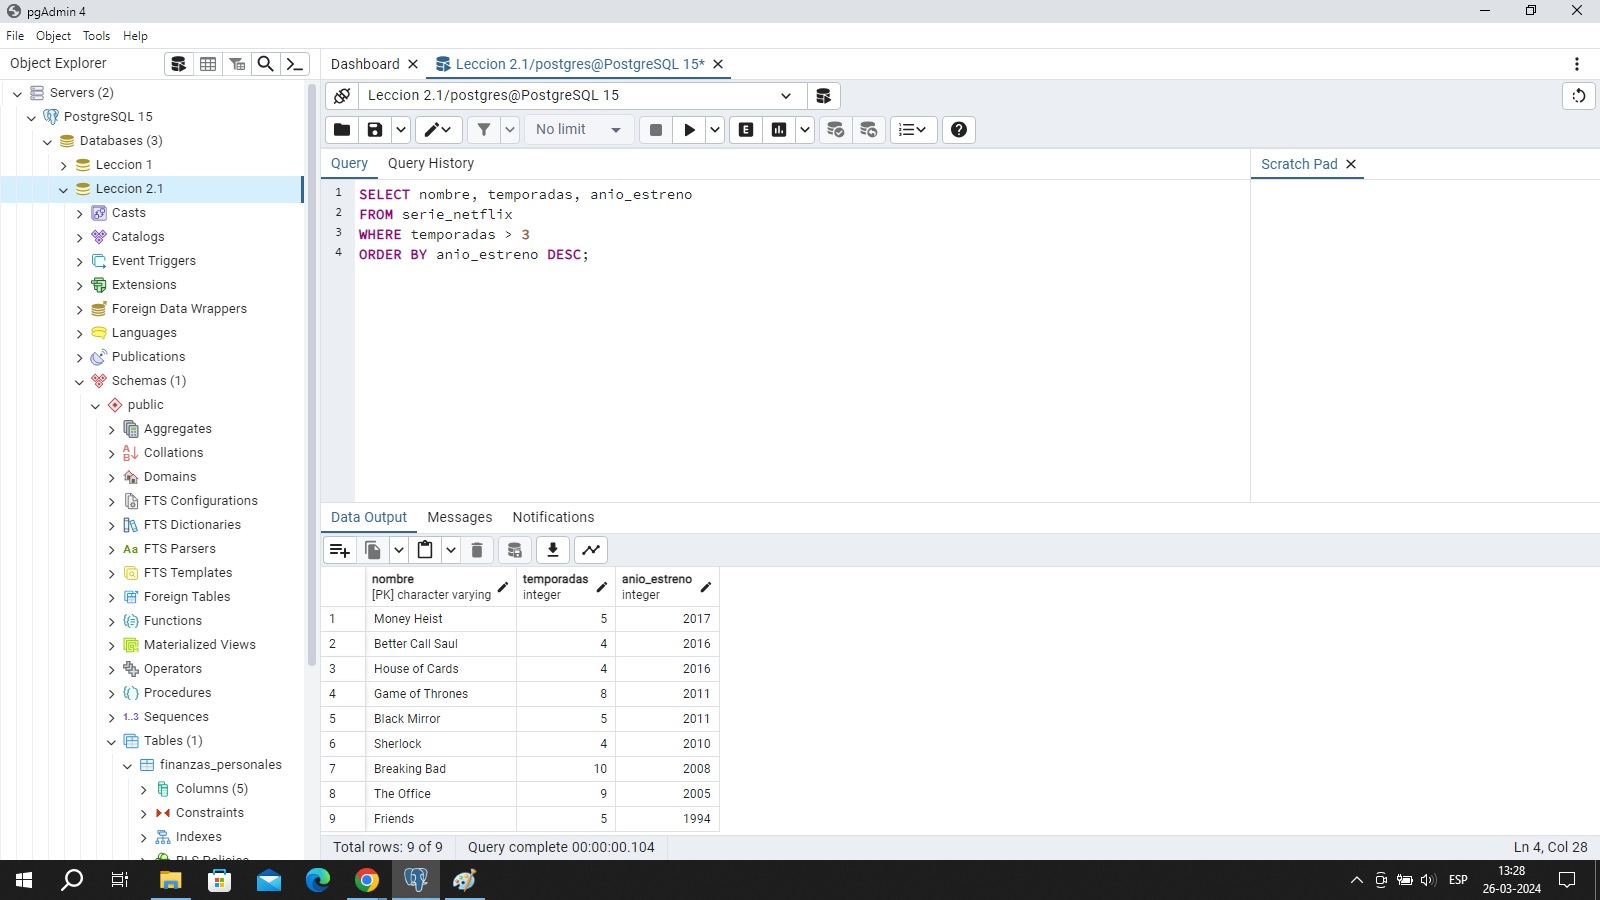 pgAdmin 4
File Object Tools Help
Object Explorer
Dashboard
Leccion 2.1/postgres@PostgreSQL 15*
Servers (2)
PostgreSQL 15
Databases (3)
Leccion 1
Leccion 2.1
Casts
Catalogs
Event Triggers
Extensions
Foreign Data Wrappers
Languages
Publications
Schemas (1)
public
Aggregates
Collations
Domains
FTS Configurations
FTS Dictionaries
Aa FTS Parsers
FTS Templates
Foreign Tables
Functions
Materialized Views
Operators
Procedures
1..3 Sequences
Tables (1)
finanzas_personales
Columns (5)
Constraints
Indexes
RLS Policies
Leccion 2.1/postgres@PostgreSQL 15
No limit
E
Query Query History
Scratch Pad
1 SELECT nombre, temporadas, anio_estreno
2 FROM serie_netflix
3 WHERE temporadas > 3
4 ORDER BY anio_estreno DESC;
Data Output Messages Notifications
nombre temporadas anio_estreno
[PK] character varying integer integer
1 Money Heist 5 2017
2 Better Call Saul 4 2016
3 House of Cards 4 2016
4 Game of Thrones 8 2011
5 Black Mirror 5 2011
6 Sherlock 4 2010
7 Breaking Bad 10 2008
8 The Office 9 2005
9 Friends 5 1994
Total rows: 9 of 9 Query complete 00:00:00.104 Ln 4, Col 28
ESP
13:28
26-03-2024